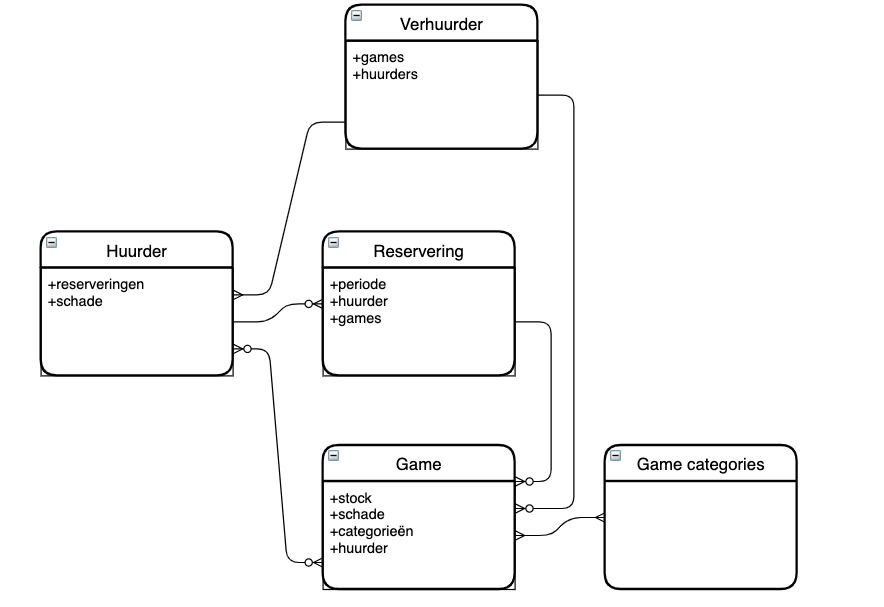 Verhuurder
+games
+huurders
Huurder
+reserveringen
+schade
Reservering
+periode
+huurder
+games
Game
+stock
+schade
+categorieën
+huurder
Game categories